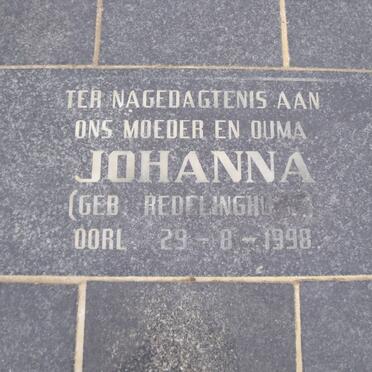 TER NAGEDAGTENIS AAN
ONS MOEDER EN OUMA
JOHANNA
(GEB.
OORL. 29-8-1998